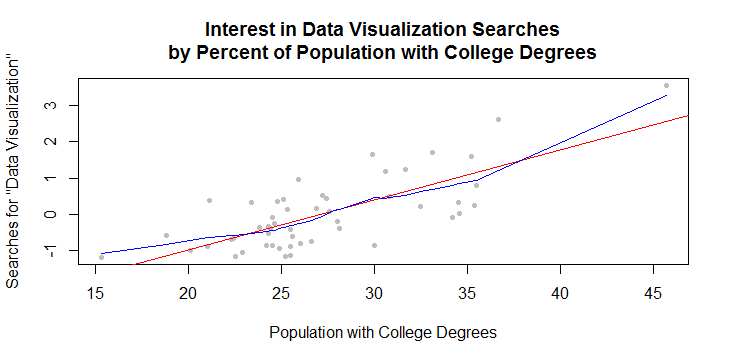 Interest in Data Visualization Searches
by Percent of Population with College Degrees
Searches for "Data Visualization"
3
2
1
0
-1
15 20 25 30 35 40 45
Population with College Degrees